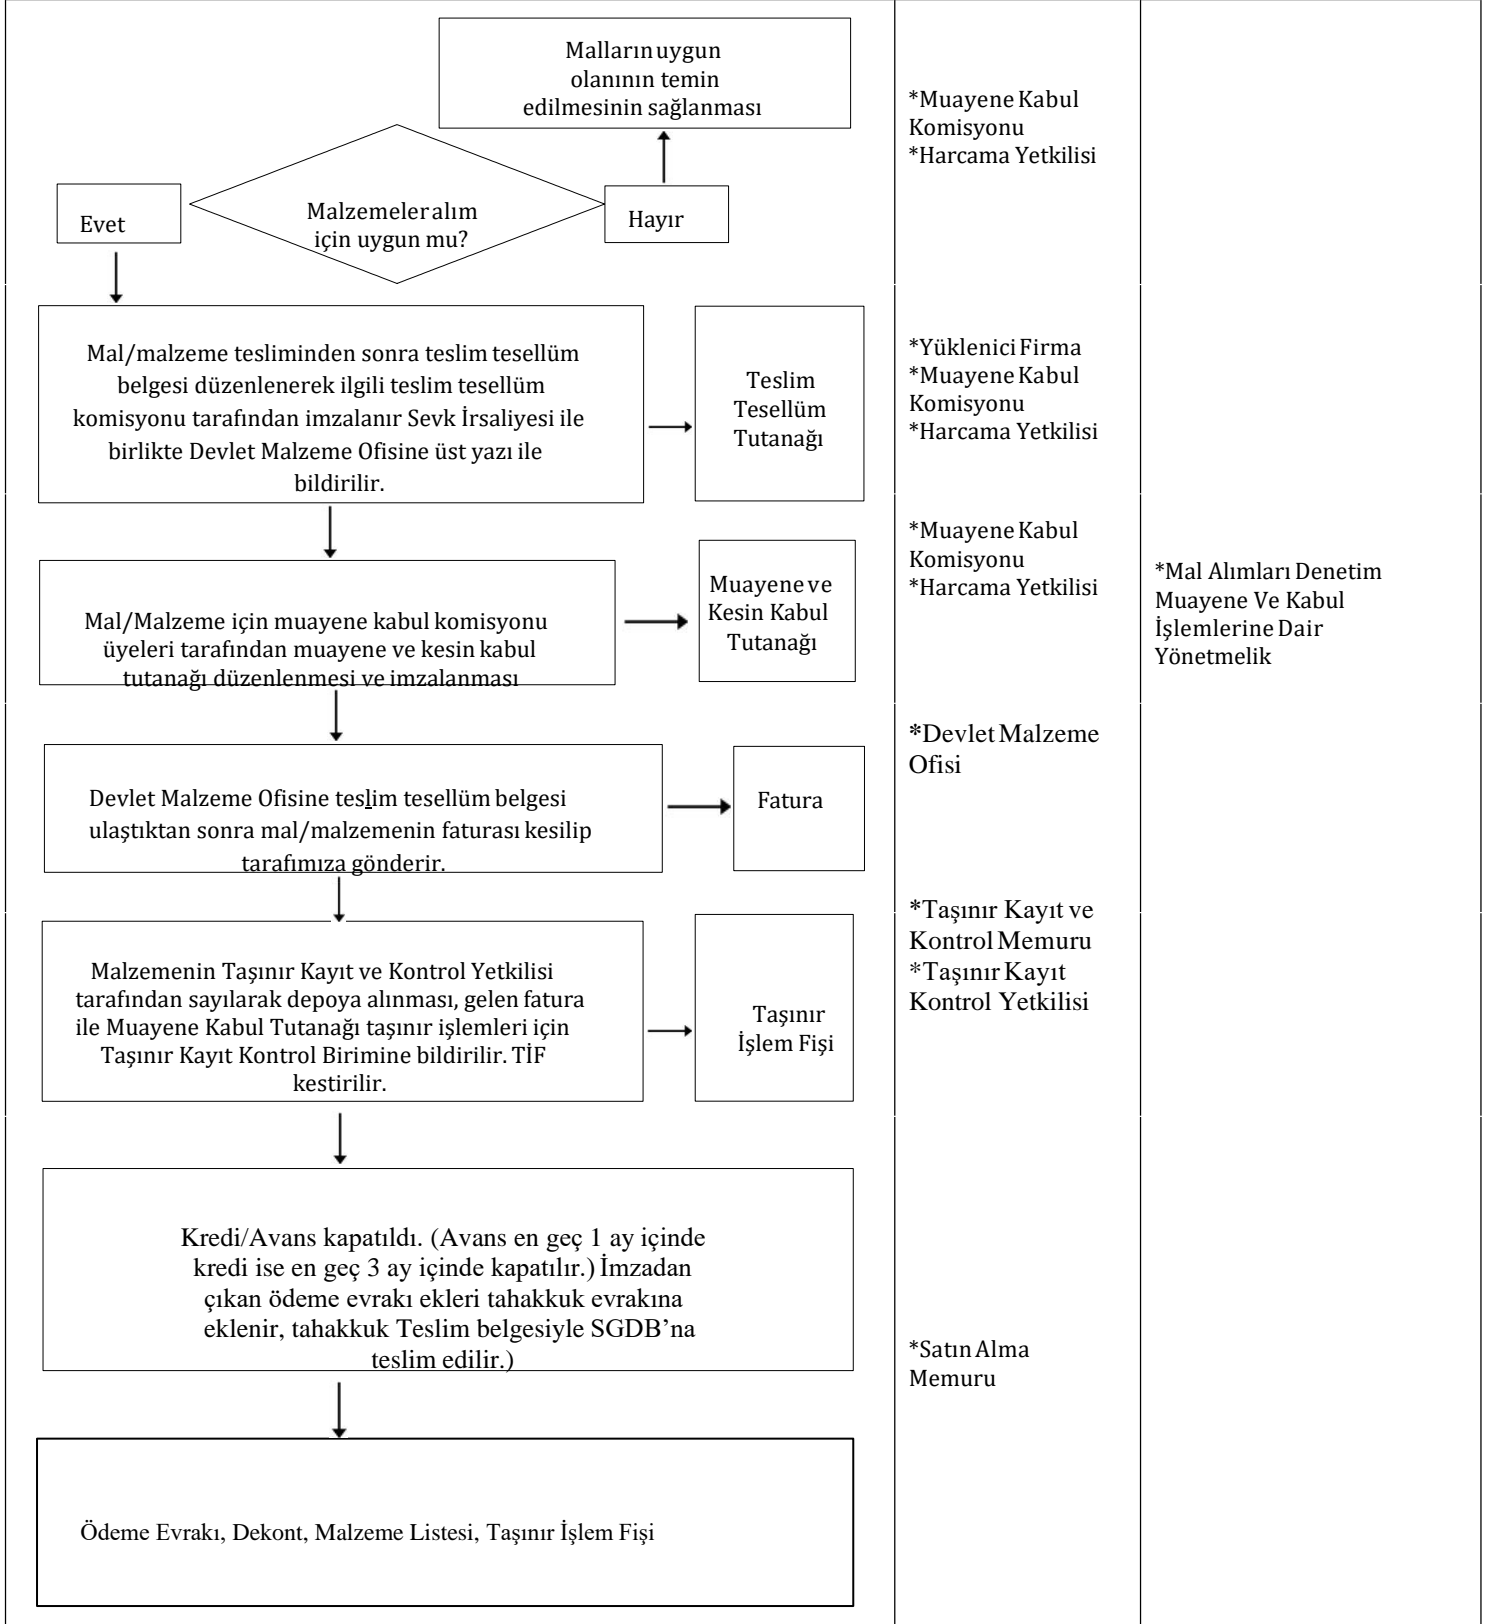 Malların uygun
olanının temin
edilmesinin sağlanması
*Muayene Kabul
Komisyonu
*Harcama Yetkilisi
Evet
Malzemeler alım
için uygun mu?
Hayır
Mal/malzeme tesliminden sonra teslim tesellüm
belgesi düzenlenerek ilgili teslim tesellüm
komisyonu tarafından imzalanır Sevk İrsaliyesi ile
birlikte Devlet Malzeme Ofisine üst yazı ile
bildirilir.
Teslim
Tesellüm
Tutanağı
*Yüklenici Firma
*Muayene Kabul
Komisyonu
*Harcama Yetkilisi
Mal/Malzeme için muayene kabul komisyonu
üyeleri tarafından muayene ve kesin kabul
tutanağı düzenlenmesi ve imzalanması
Muayene ve
Kesin Kabul
Tutanağı
*Muayene Kabul
Komisyonu
*Harcama Yetkilisi
*Mal Alımları Denetim
Muayene Ve Kabul
İşlemlerine Dair
Yönetmelik
Devlet Malzeme Ofisine teslim tesellüm belgesi
ulaştıktan sonra mal/malzemenin faturası kesilip
tarafımıza gönderir.
Fatura
*Devlet Malzeme
Ofisi
Malzemenin Taşınır Kayıt ve Kontrol Yetkilisi
tarafından sayılarak depoya alınması, gelen fatura
ile Muayene Kabul Tutanağı taşınır işlemleri için
Taşınır Kayıt Kontrol Birimine bildirilir. TİF
kestirilir.
Taşınır
İşlem Fişi
*Taşınır Kayıt ve
Kontrol Memuru
*Taşınır Kayıt
Kontrol Yetkilisi
Kredi/Avans kapatıldı. (Avans en geç 1 ay içinde
kredi ise en geç 3 ay içinde kapatılır.) İmzadan
çıkan ödeme evrakı ekleri tahakkuk evrakına
eklenir, tahakkuk Teslim belgesiyle SGDB’na
teslim edilir.)
*Satın Alma
Memuru
Ödeme Evrakı, Dekont, Malzeme Listesi, Taşınır İşlem Fişi